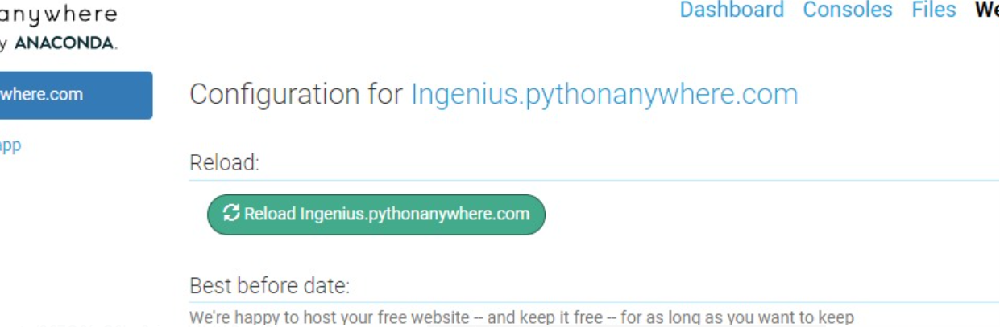 anywhere
Dashboard Consoles Files We
y ANACONDA.
where.com
Configuration for Ingenius.pythonanywhere.com
app
Reload:
Reload Ingenius.pythonanywhere.com
Best before date:
We're happy to host your free website -- and keep it free -- for as long as you want to keep